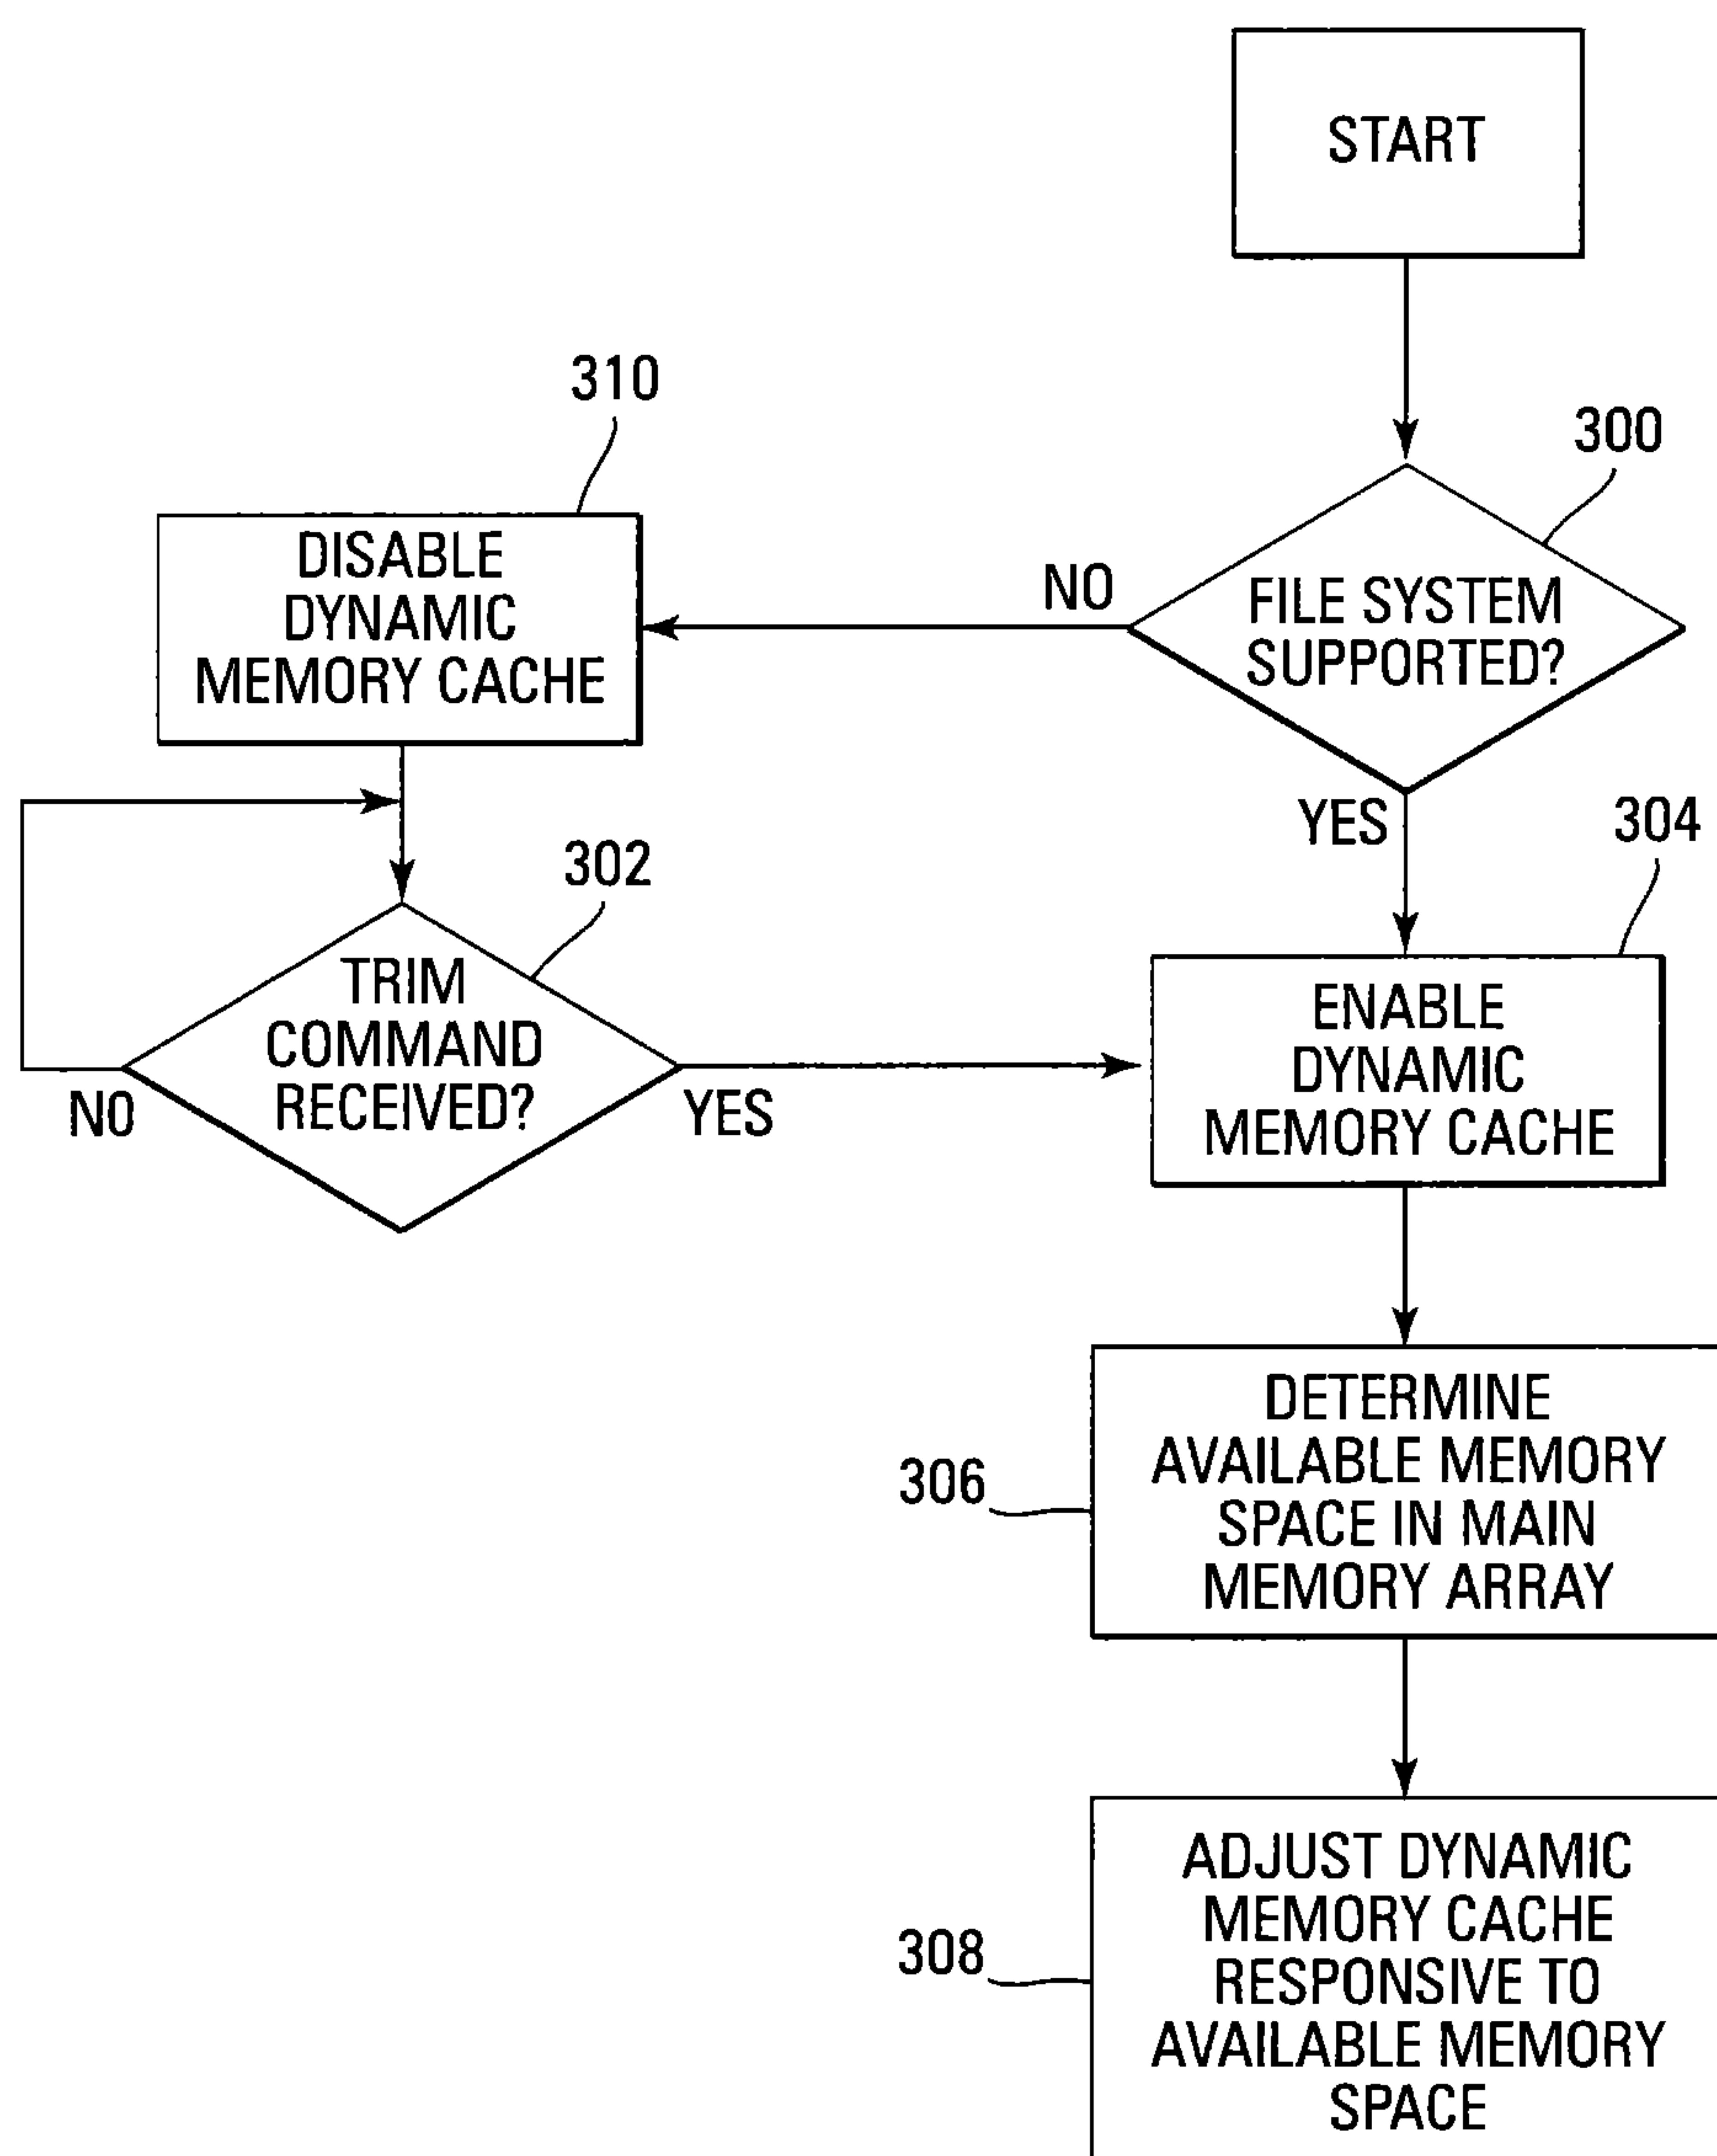 START
310
300
DISABLE
DYNAMIC
MEMORY CACHE
NO
FILE SYSTEM
SUPPORTED?
YES
304
302
TRIM
COMMAND
RECEIVED?
NO
YES
ENABLE
DYNAMIC
MEMORY CACHE
306
DETERMINE
AVAILABLE MEMORY
SPACE IN MAIN
MEMORY ARRAY
308
ADJUST DYNAMIC
MEMORY CACHE
RESPONSIVE TO
AVAILABLE MEMORY
SPACE